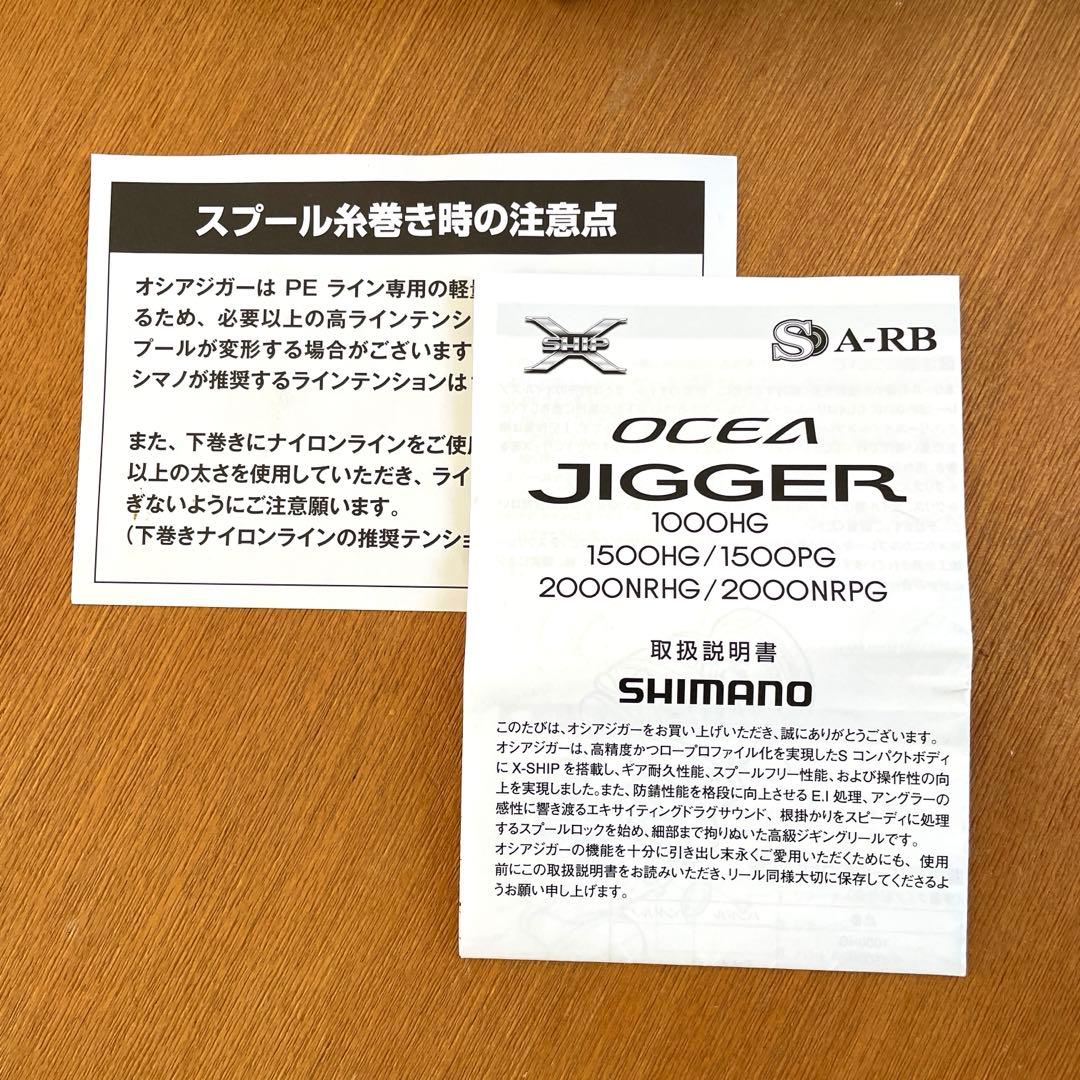 スプール糸巻き時の注意点
オシアジガーは PE ライン専用の軽
るため、必要以上の高ラインテンシ
プールが変形する場合がございます
シマノが推奨するラインテンションは
また、下巻きにナイロンラインをご使
以上の太さを使用していただき、ライ
ぎないようにご注意願います。
(下巻きナイロンラインの推奨テンショ
X SHIP
S A-RB
OCEA
JIGGER
1000HG
1500HG/1500PG
2000NRHG/2000NRPG
取扱説明書
SHIMANO
このたびは、オシアジガーをお買い上げいただき、誠にありがとうございます。
オシアジガーは、高精度かつロープロファイル化を実現したS コンパクトボディ
に X-SHIP を搭載し、ギア耐久性能、スプールフリー性能、および操作性の向
上を実現しました。また、防錆性能を格段に向上させる E.I 処理、アングラーの
感性に響き渡るエキサイティングドラグサウンド、根掛かりをスピーディに処理
するスプールロックを始め、細部まで拘りぬいた高級ジギングリールです。
オシアジガーの機能を十分に引き出し末永くご愛用いただくためにも、使用
前にこの取扱説明書をお読みいただき、リール同様大切に保存してくださるよ
うお願い申し上げます。